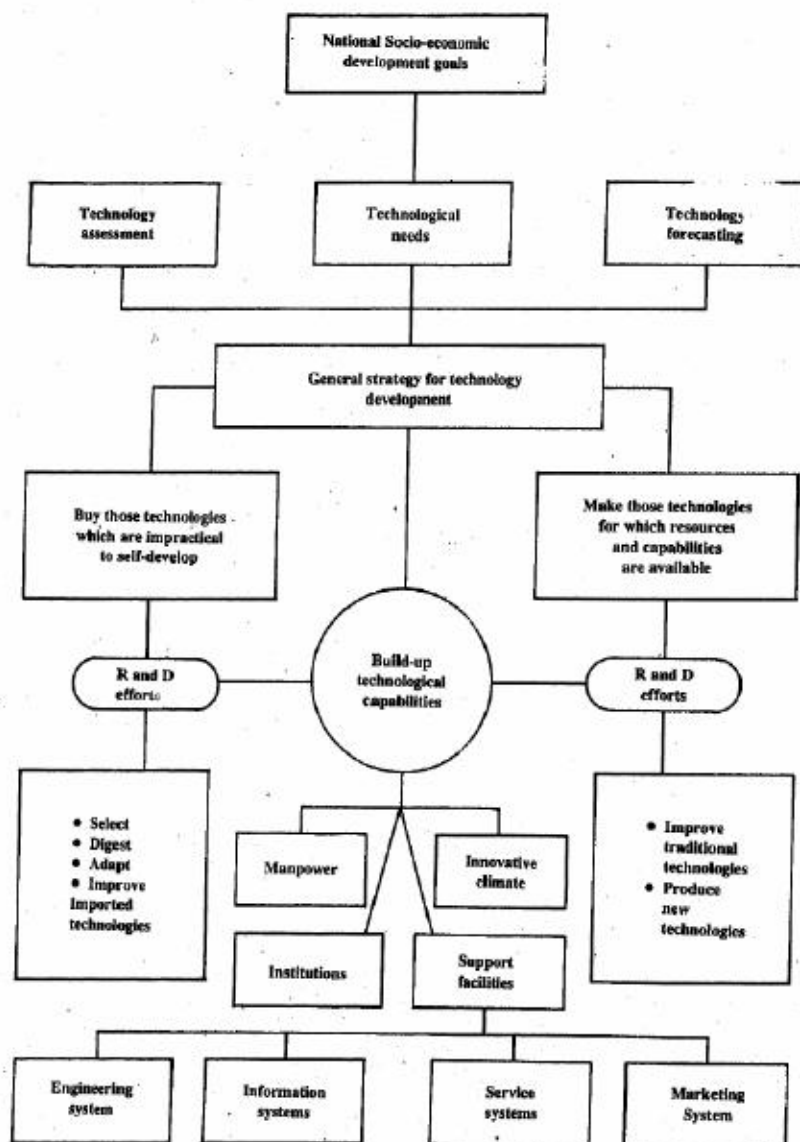 National Socio-economic
development goals
Technology
assessment
Technological
needs
Technology
forecasting
General strategy for technology
development
Buy those technologies
which are impractical
to self-develop
Make those technologies
for which resources
and capabilities
are available
R and D
efforts
Build-up
technological
capabilities
R and D
efforts
• Select
• Digest
• Adapt
• Improve
Imported
technologies
Manpower
Innovative
climate
• Improve
traditional
technologies
• Produce
new
technologies
Institutions
Support
facilities
Engineering
system
Information
systems
Service
systems
Marketing
System